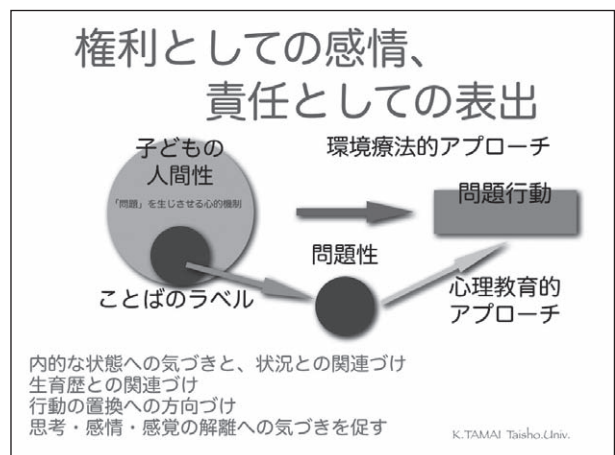 権利としての感情、
責任としての表出
子どもの
人間性
「問題」を生じさせる心的機制
ことばのラベル
環境療法的アプローチ
問題行動
問題性
心理教育的
アプローチ
内的な状態への気づきと、状況との関連づけ
生育歴との関連づけ
行動の置換への方向づけ
思考・感情・感覚の解離への気づきを促す
K.TAMAI Taisho.Univ.